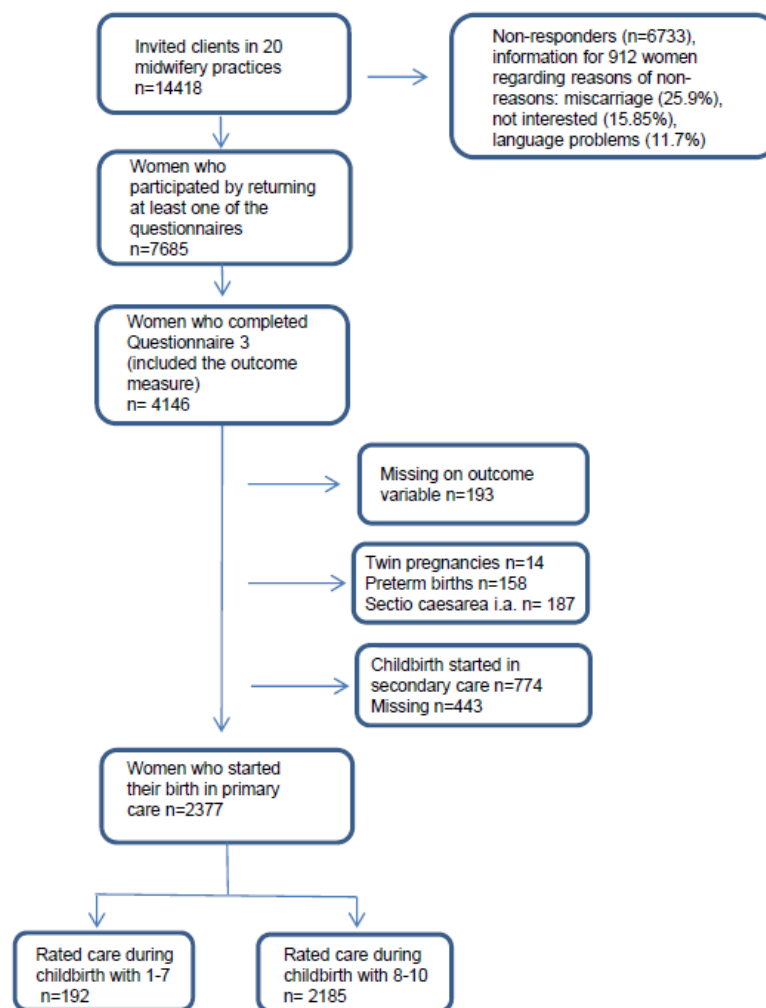 Invited clients in 20
midwifery practices
n=14418
Non-responders (n=6733),
information for 912 women
regarding reasons of non-
reasons: miscarriage (25.9%),
not interested (15.85%),
language problems (11.7%)
Women who
participated by returning
at least one of the
questionnaires
n=7685
Women who completed
Questionnaire 3
(included the outcome
measure)
n= 4146
Missing on outcome
variable n=193
Twin pregnancies n=14
Preterm births n=158
Sectio caesarea i.a. n= 187
Childbirth started in
secondary care n=774
Missing n=443
Women who started
their birth in primary
care n=2377
Rated care during
childbirth with 1-7
n=192
Rated care during
childbirth with 8-10
n= 2185